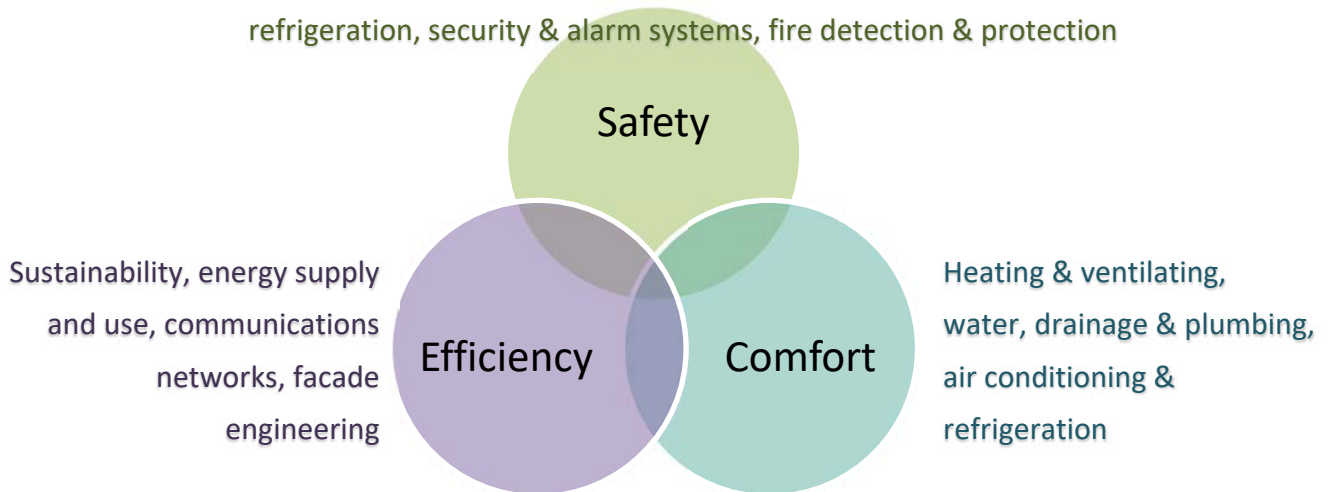 refrigeration, security & alarm systems, fire detection & protection
Safety
Sustainability, energy supply
and use, communications
networks, facade
engineering
Efficiency
Comfort
Heating & ventilating,
water, drainage & plumbing,
air conditioning &
refrigeration